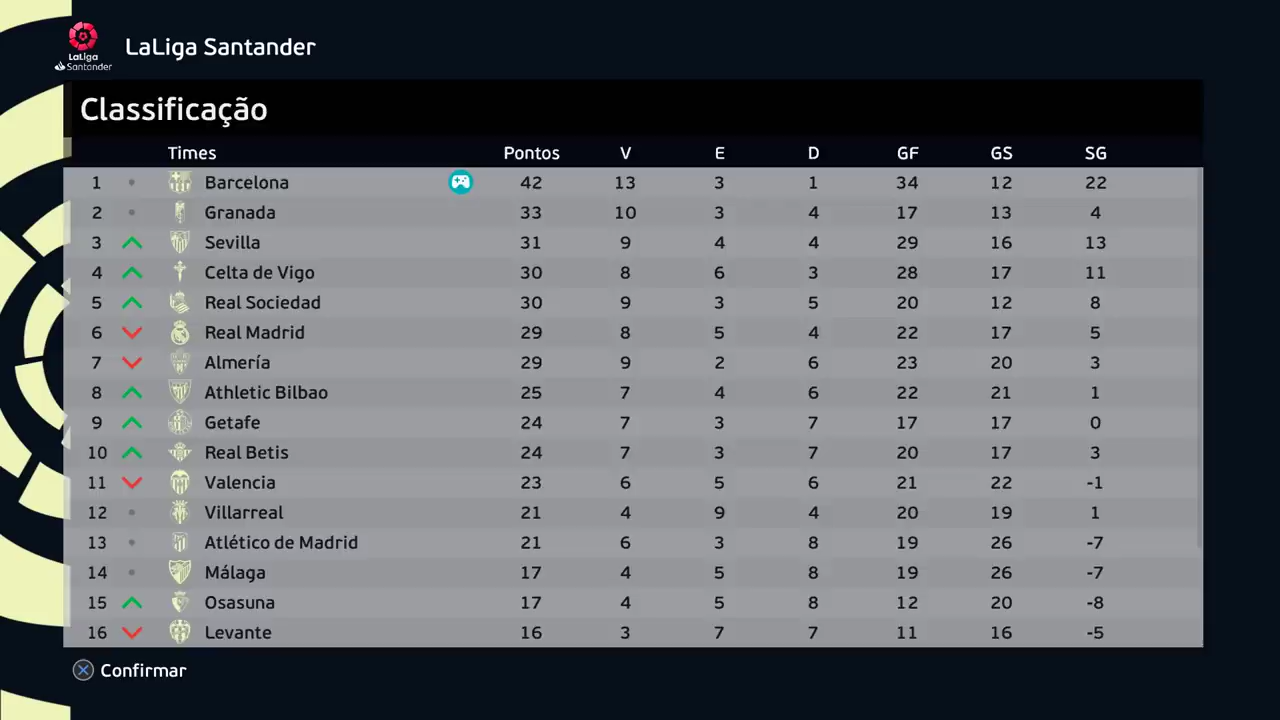 LaLiga Santander
LaLiga
Santander
Classificação
Times Pontos V E D GF GS SG
1 Barcelona 42 13 3 1 34 12 22
2 Granada 33 10 3 4 17 13 4
3 Sevilla 31 9 4 4 29 16 13
4 Celta de Vigo 30 8 6 3 28 17 11
5 Real Sociedad 30 9 3 5 20 12 8
6 Real Madrid 29 8 5 4 22 17 5
7 Almería 29 9 2 6 23 20 3
8 Athletic Bilbao 25 7 4 6 22 21 1
9 Getafe 24 7 3 7 17 17 0
10 Real Betis 24 7 3 7 20 17 3
11 Valencia 23 6 5 6 21 22 -1
12 Villarreal 21 4 9 4 20 19 1
13 Atlético de Madrid 21 6 3 8 19 26 -7
14 Málaga 17 4 5 8 19 26 -7
15 Osasuna 17 4 5 8 12 20 -8
16 Levante 16 3 7 7 11 16 -5
Confirmar